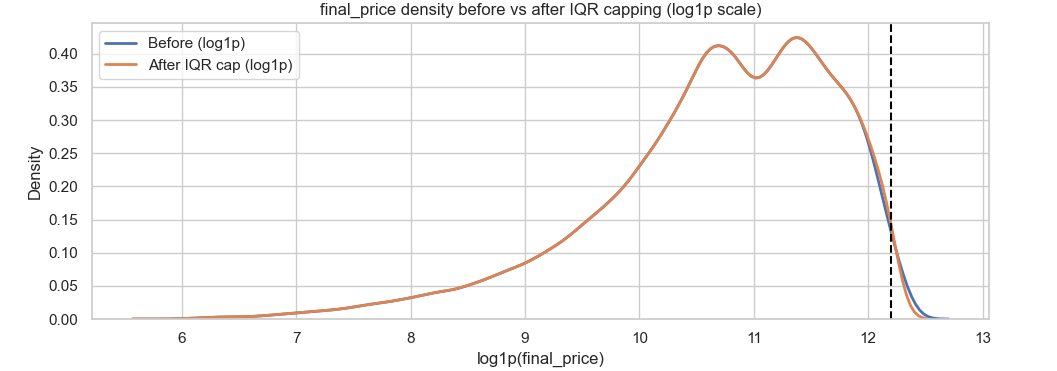 final_price density before vs after IQR capping (log1p scale)
Before (log1p)
After IQR cap (log1p)
Density
0.40
0.35
0.30
0.25
0.20
0.15
0.10
0.05
0.00
6 7 8 9 10 11 12 13
log1p(final_price)